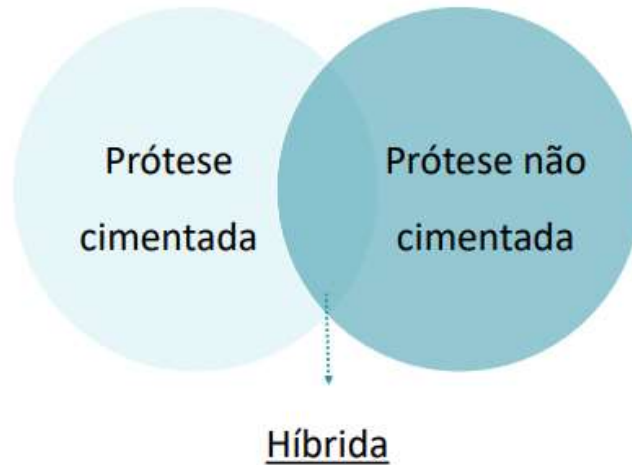 Prótese
cimentada
Prótese não
cimentada
Híbrida